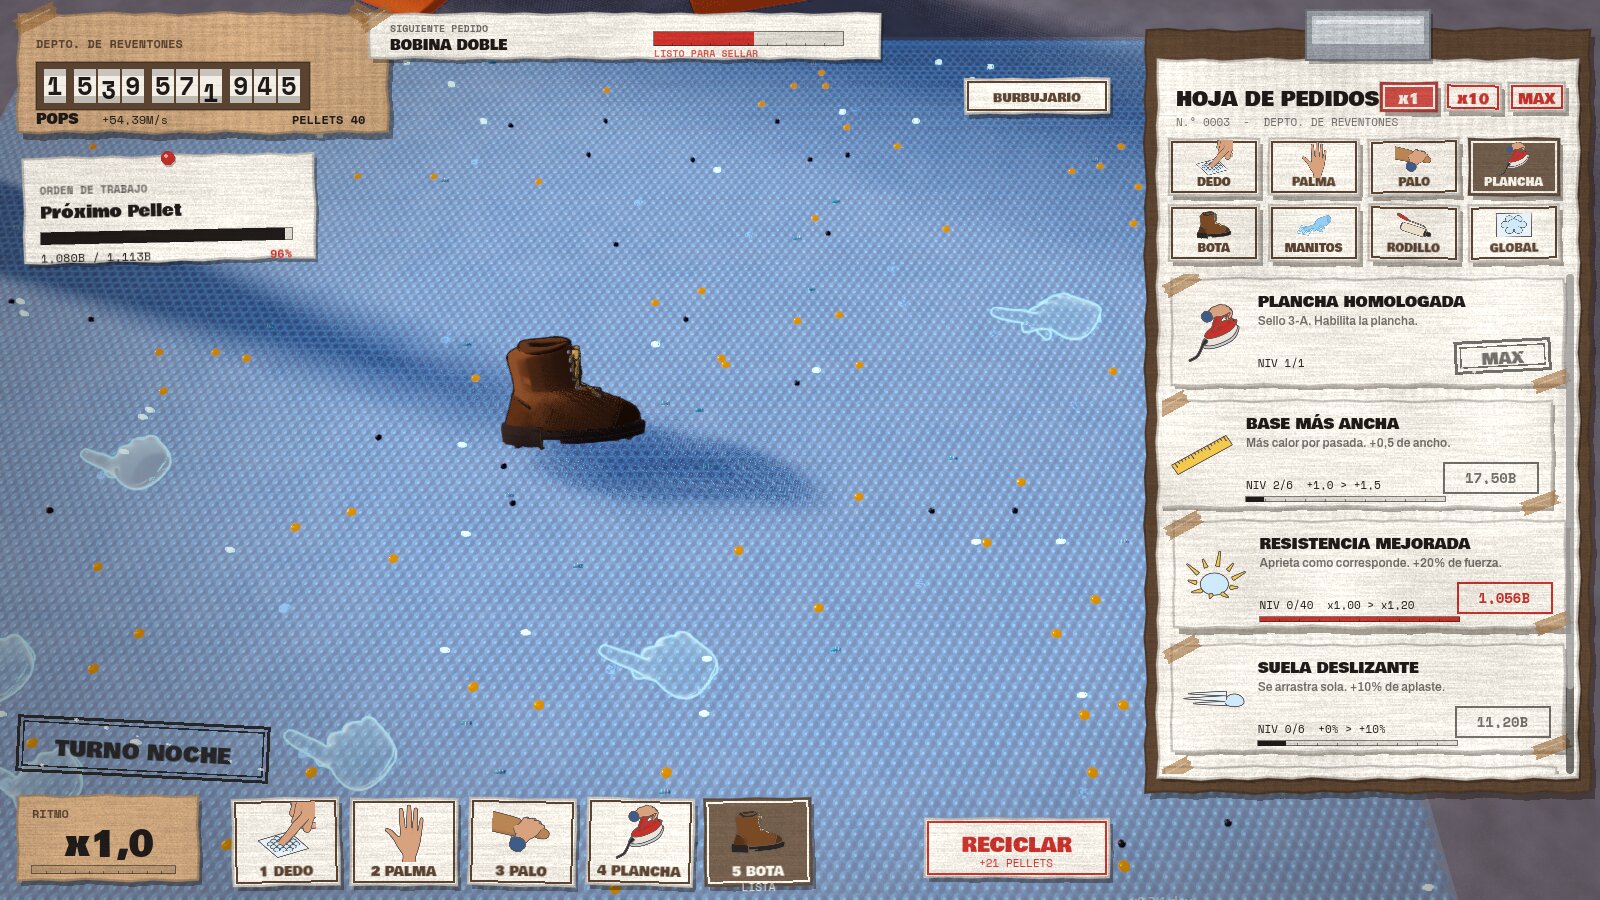 DEPTO. DE REVENTONES
1 539 571 945
POPS +54,39M/s PELLETS 40
SIGUIENTE PEDIDO
BOBINA DOBLE
LISTO PARA SELLAR
BURBUJARIO
ORDEN DE TRABAJO
Próximo Pellet
1,080B / 1,113B 96%
HOJA DE PEDIDOS x1 x10 MAX
N.° 0003 - DEPTO. DE REVENTONES
DEDO PALMA PALO PLANCHA
BOTA MANITOS RODILLO GLOBAL
PLANCHA HOMOLOGADA
Sello 3-A. Habilita la plancha.
NIV 1/1 MAX
BASE MÁS ANCHA
Más calor por pasada. +0,5 de ancho.
NIV 2/6 +1,0 > +1,5 17,50B
RESISTENCIA MEJORADA
Aprieta como corresponde. +20% de fuerza.
NIV 0/40 x1,00 > x1,20 1,056B
SUELA DESLIZANTE
Se arrastra sola. +10% de aplaste.
NIV 0/6 +0% > +10% 11,20B
TURNO NOCHE
RITMO
x1,0
1 DEDO 2 PALMA 3 PALO 4 PLANCHA 5 BOTA
LISTA
RECICLAR
+21 PELLETS